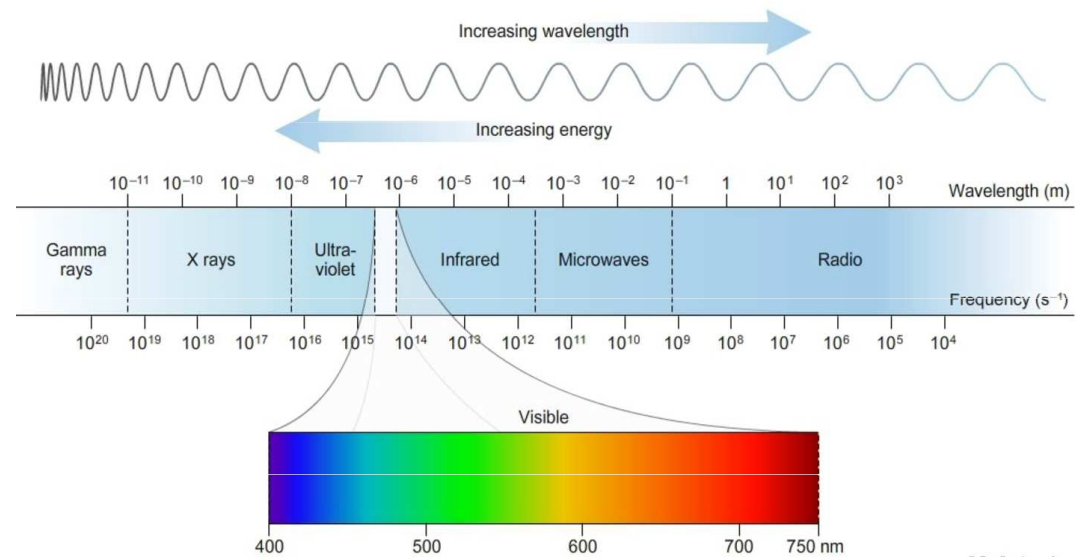 Increasing wavelength
Increasing energy
10⁻¹¹ 10⁻¹⁰ 10⁻⁹ 10⁻⁸ 10⁻⁷ 10⁻⁶ 10⁻⁵ 10⁻⁴ 10⁻³ 10⁻² 10⁻¹ 1 10¹ 10² 10³ Wavelength (m)
Gamma
rays
X rays
Ultra-
violet
Infrared
Microwaves
Radio
Frequency (s⁻¹)
10²⁰ 10¹⁹ 10¹⁸ 10¹⁷ 10¹⁶ 10¹⁵ 10¹⁴ 10¹³ 10¹² 10¹¹ 10¹⁰ 10⁹ 10⁸ 10⁷ 10⁶ 10⁵ 10⁴
Visible
400 500 600 700 750 nm